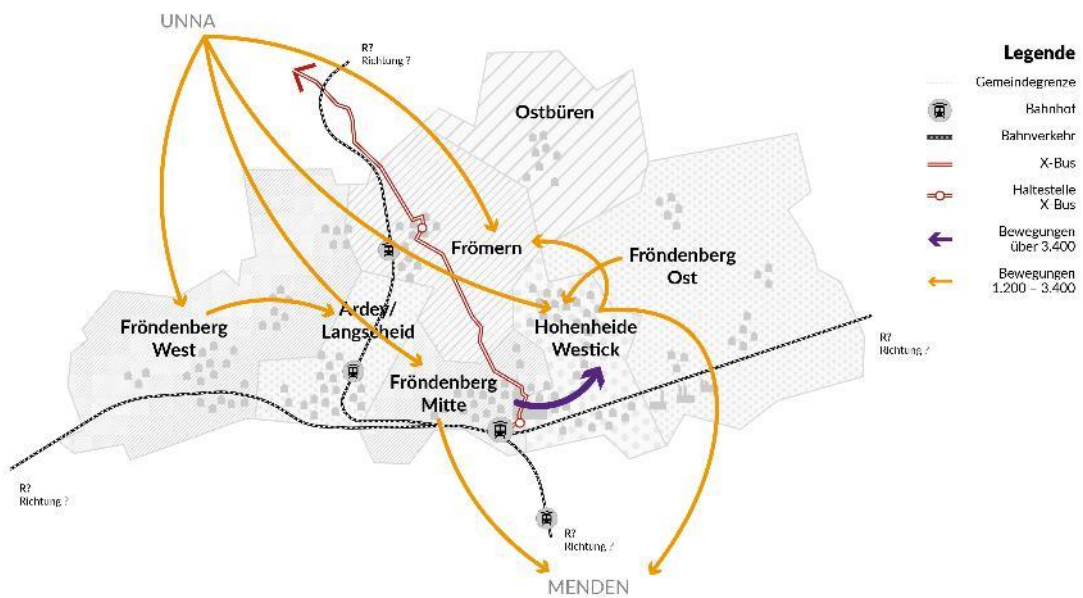 UNNA
R?
Richtung ?
Ostbüren
Frömern
Fröndenberg
Ost
Ardey/
Langscheid
Fröndenberg
West
Hohenheide
Westick
Fröndenberg
Mitte
R?
Richtung ?
R?
Richtung ?
R?
Richtung ?
MENDEN
Legende
Gemeindegrenze
Bahnhof
Bahnverkehr
X-Bus
Haltestelle
X-Bus
Bewegungen
über 3.400
Bewegungen
1.200 – 3.400